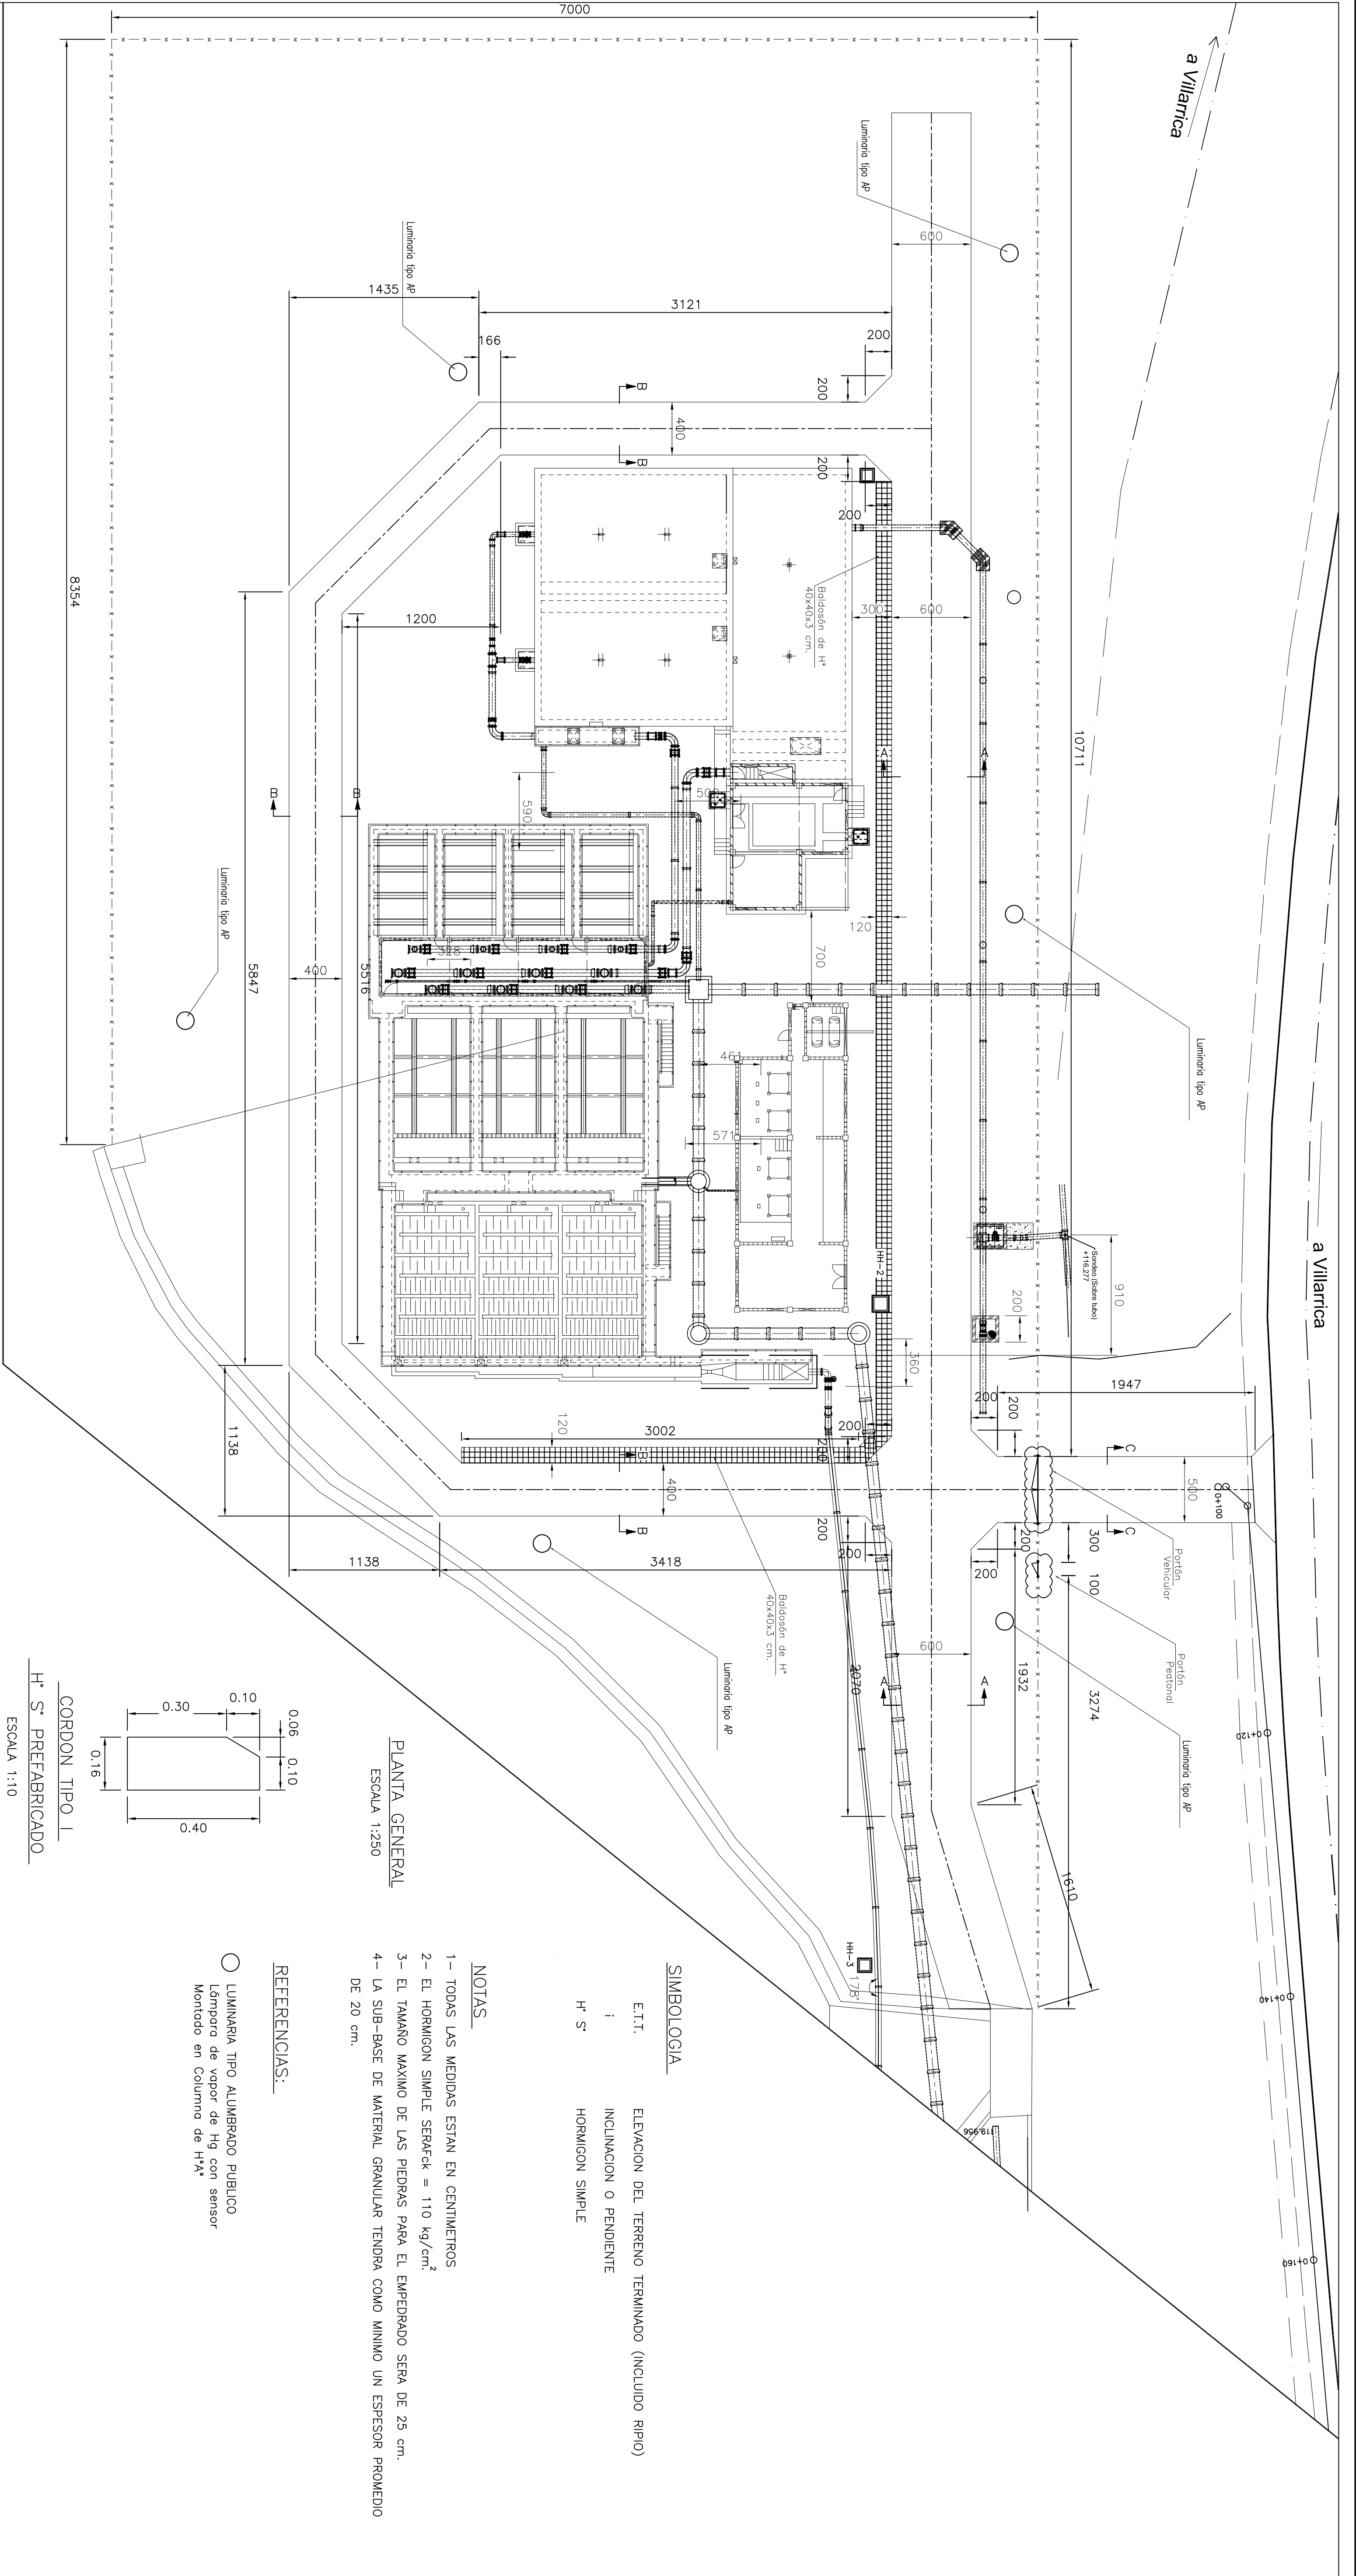 7000
8354
10711
a Villarrica
a Villarrica
Luminaria tipo AP
600
Luminaria tipo AP
1435
3121
166
200
200
B
B
400
200
200
Baldosón de H°
40x40x3 cm.
300
600
1200
A
A
590
500
B
B
120
700
Luminaria tipo AP
5847
400
5516
328
461
571
Luminaria tipo AP
HH-2
Sondeo (Sobre tubo)
+116.277
910
200
360
1947
200
200
1138
3002
120
200
200
B
B
400
C
C
500
0+100
200
200
200
200
300
100
Portón
Vehicular
Portón
Peatonal
1138
3418
Baldosón de H°
40x40x3 cm.
Luminaria tipo AP
2070
600
A
A
1932
3274
Luminaria tipo AP
1610
0+120
0+140
0+160
HH-3
178°
119.956
PLANTA GENERAL
ESCALA 1:250
0.30
0.10
0.06
0.10
0.16
0.40
CORDON TIPO I
H° S° PREFABRICADO
ESCALA 1:10
SIMBOLOGIA
E.T.T. ELEVACION DEL TERRENO TERMINADO (INCLUIDO RIPIO)
i INCLINACION O PENDIENTE
H° S° HORMIGON SIMPLE
NOTAS
1- TODAS LAS MEDIDAS ESTAN EN CENTIMETROS
2- EL HORMIGON SIMPLE SERAFck = 110 kg/cm²
3- EL TAMAÑO MAXIMO DE LAS PIEDRAS PARA EL EMPEDRADO SERA DE 25 cm.
4- LA SUB-BASE DE MATERIAL GRANULAR TENDRA COMO MINIMO UN ESPESOR PROMEDIO
DE 20 cm.
REFERENCIAS:
LUMINARIA TIPO ALUMBRADO PUBLICO
Lámpara de vapor de Hg con sensor
Montado en Columna de H°A°